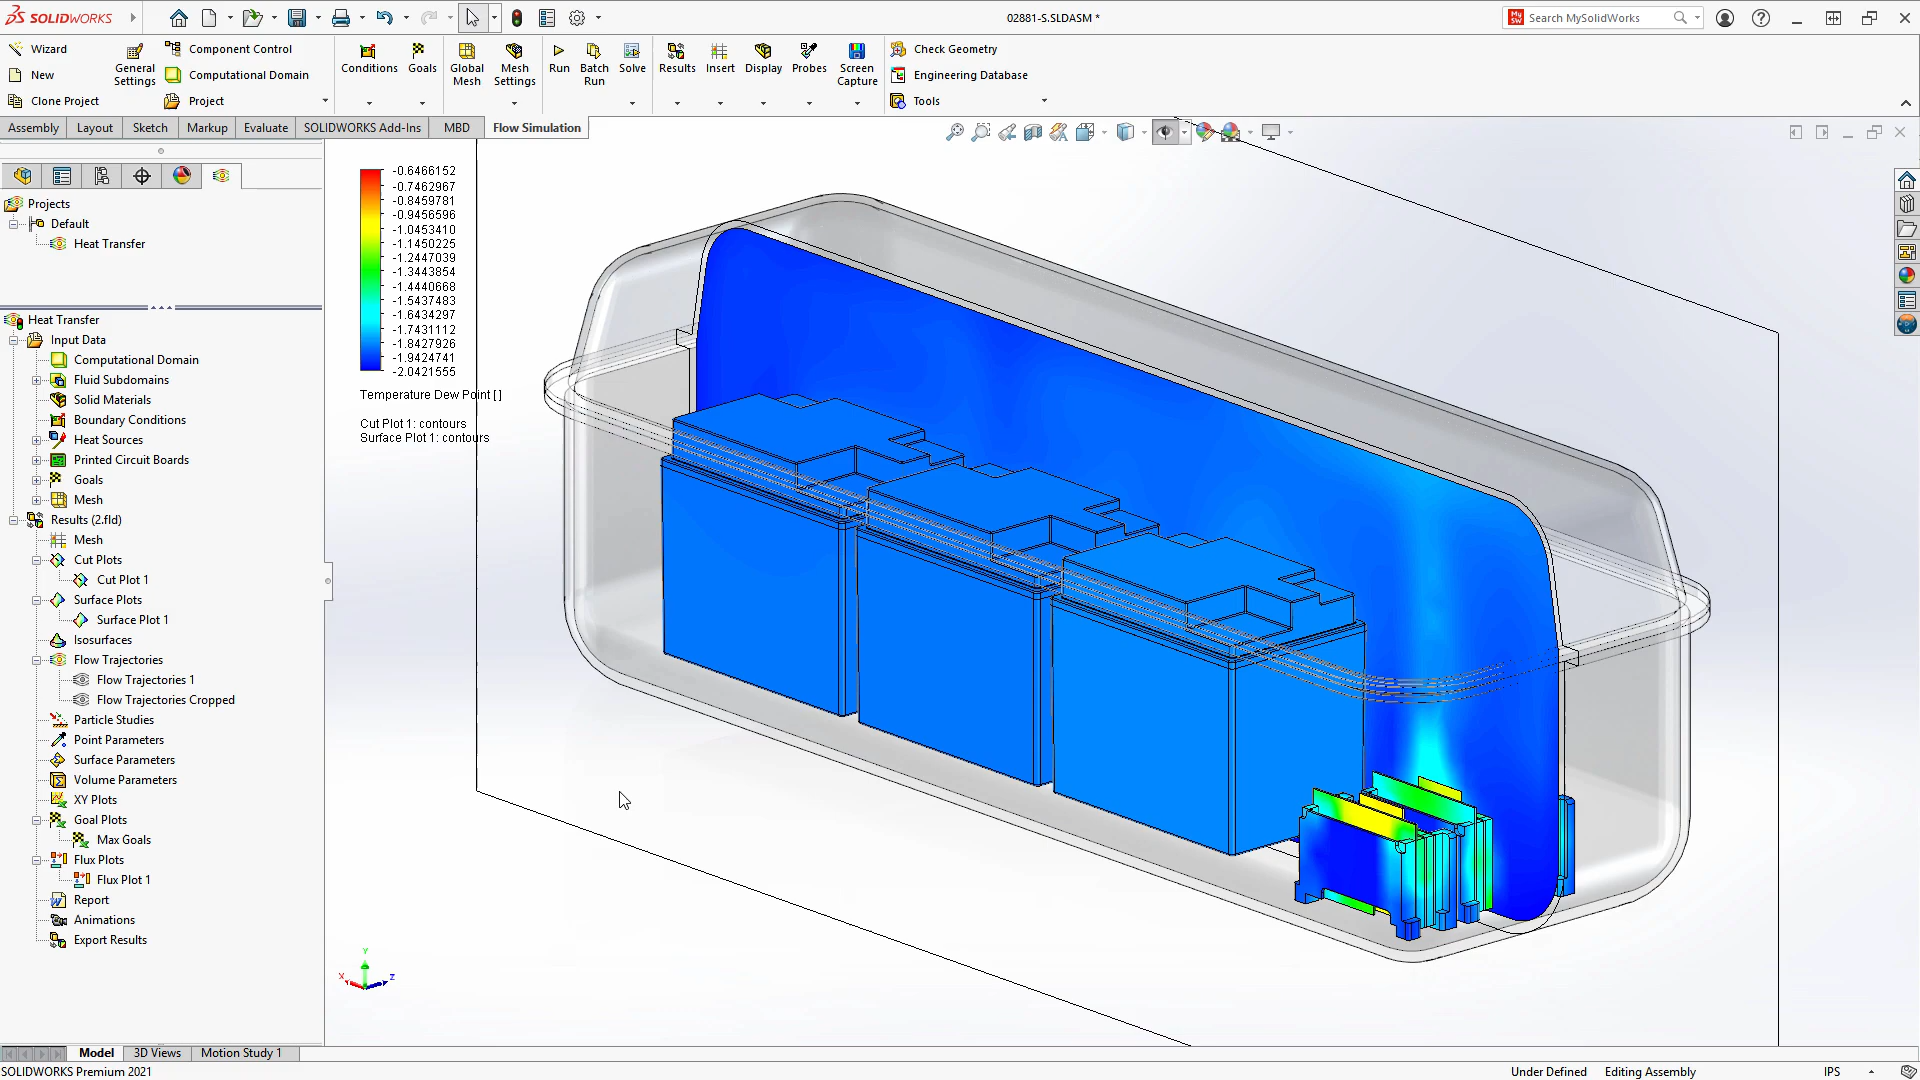 SOLIDWORKS
02881-S.SLDASM *
Search MySolidWorks
Wizard
New
Clone Project
General Settings
Component Control
Computational Domain
Project
Conditions
Goals
Global Mesh
Mesh Settings
Run
Batch Run
Solve
Results
Insert
Display
Probes
Screen Capture
Check Geometry
Engineering Database
Tools
Assembly
Layout
Sketch
Markup
Evaluate
SOLIDWORKS Add-Ins
MBD
Flow Simulation
Projects
Default
Heat Transfer
Heat Transfer
Input Data
Computational Domain
Fluid Subdomains
Solid Materials
Boundary Conditions
Heat Sources
Printed Circuit Boards
Goals
Mesh
Results (2.fld)
Mesh
Cut Plots
Cut Plot 1
Surface Plots
Surface Plot 1
Isosurfaces
Flow Trajectories
Flow Trajectories 1
Flow Trajectories Cropped
Particle Studies
Point Parameters
Surface Parameters
Volume Parameters
XY Plots
Goal Plots
Max Goals
Flux Plots
Flux Plot 1
Report
Animations
Export Results
-0.6466152
-0.7462967
-0.8459781
-0.9456596
-1.0453410
-1.1450225
-1.2447039
-1.3443854
-1.4440668
-1.5437483
-1.6434297
-1.7431112
-1.8427926
-1.9424741
-2.0421555
Temperature Dew Point [ ]
Cut Plot 1: contours
Surface Plot 1: contours
Y
X
Z
Model
3D Views
Motion Study 1
SOLIDWORKS Premium 2021
Under Defined
Editing Assembly
IPS